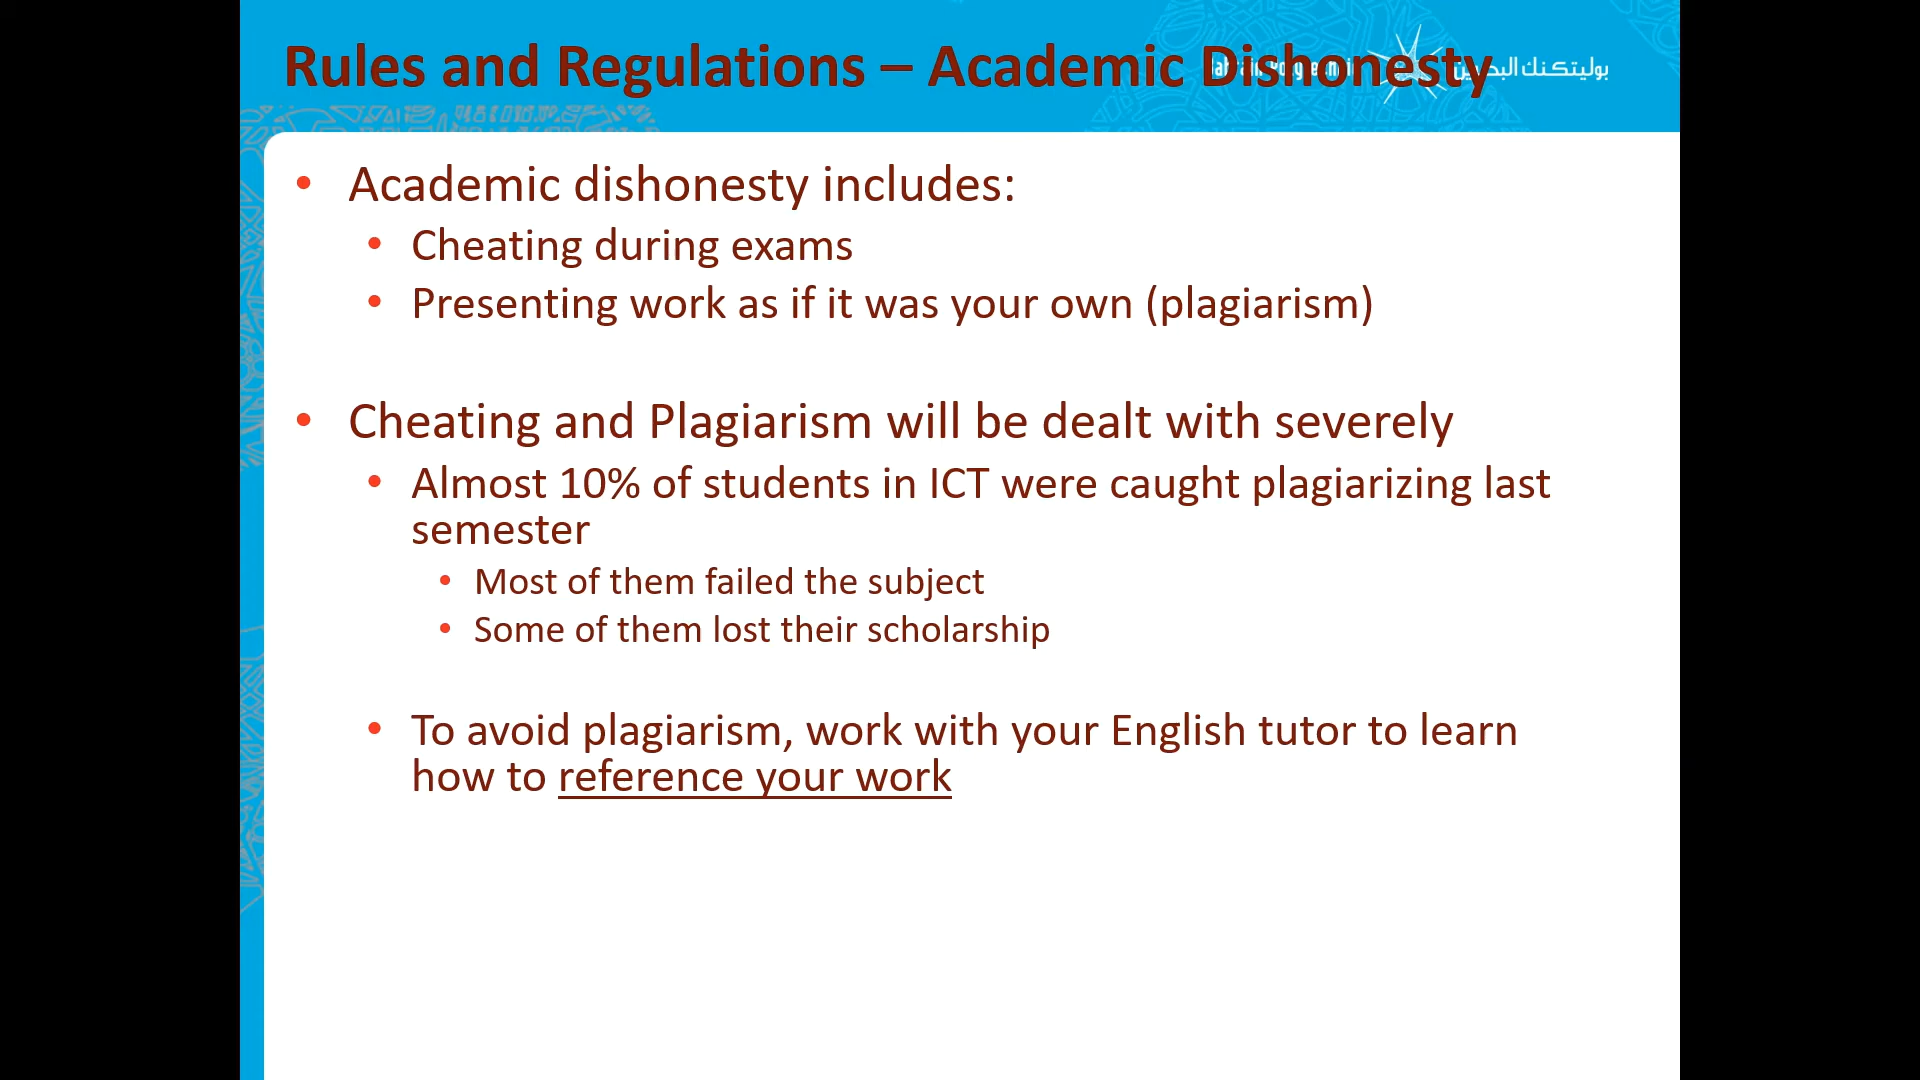 Rules and Regulations – Academic Dishonesty
Bahrain Polytechnic
بوليتكنك البحرين
• Academic dishonesty includes:
• Cheating during exams
• Presenting work as if it was your own (plagiarism)
• Cheating and Plagiarism will be dealt with severely
• Almost 10% of students in ICT were caught plagiarizing last
semester
• Most of them failed the subject
• Some of them lost their scholarship
• To avoid plagiarism, work with your English tutor to learn
how to reference your work